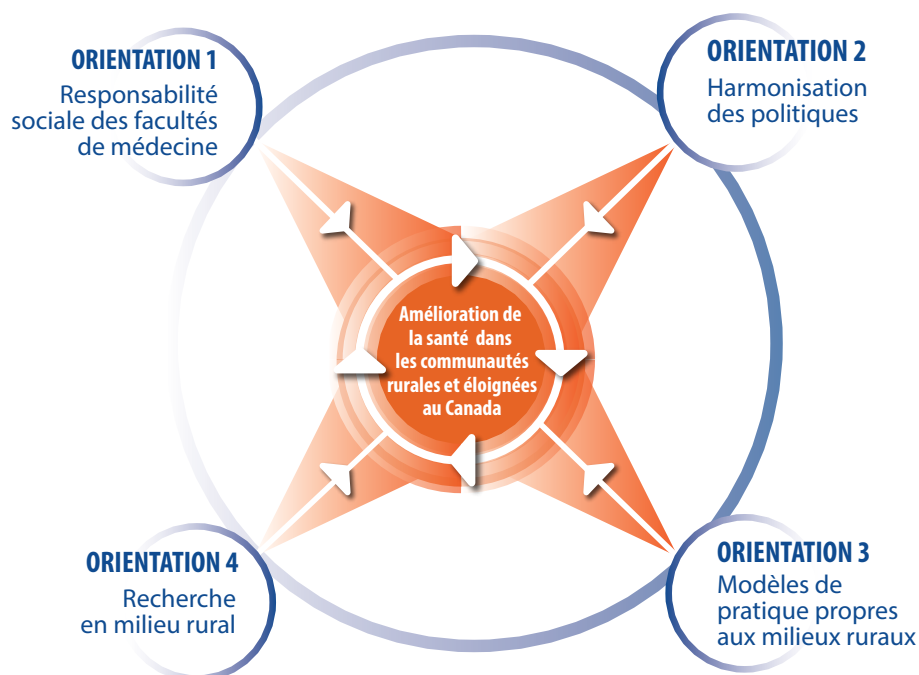 ORIENTATION 1
Responsabilité
sociale des facultés
de médecine
ORIENTATION 2
Harmonisation
des politiques
Amélioration de
la santé dans
les communautés
rurales et éloignées
au Canada
ORIENTATION 4
Recherche
en milieu rural
ORIENTATION 3
Modèles de
pratique propres
aux milieux ruraux